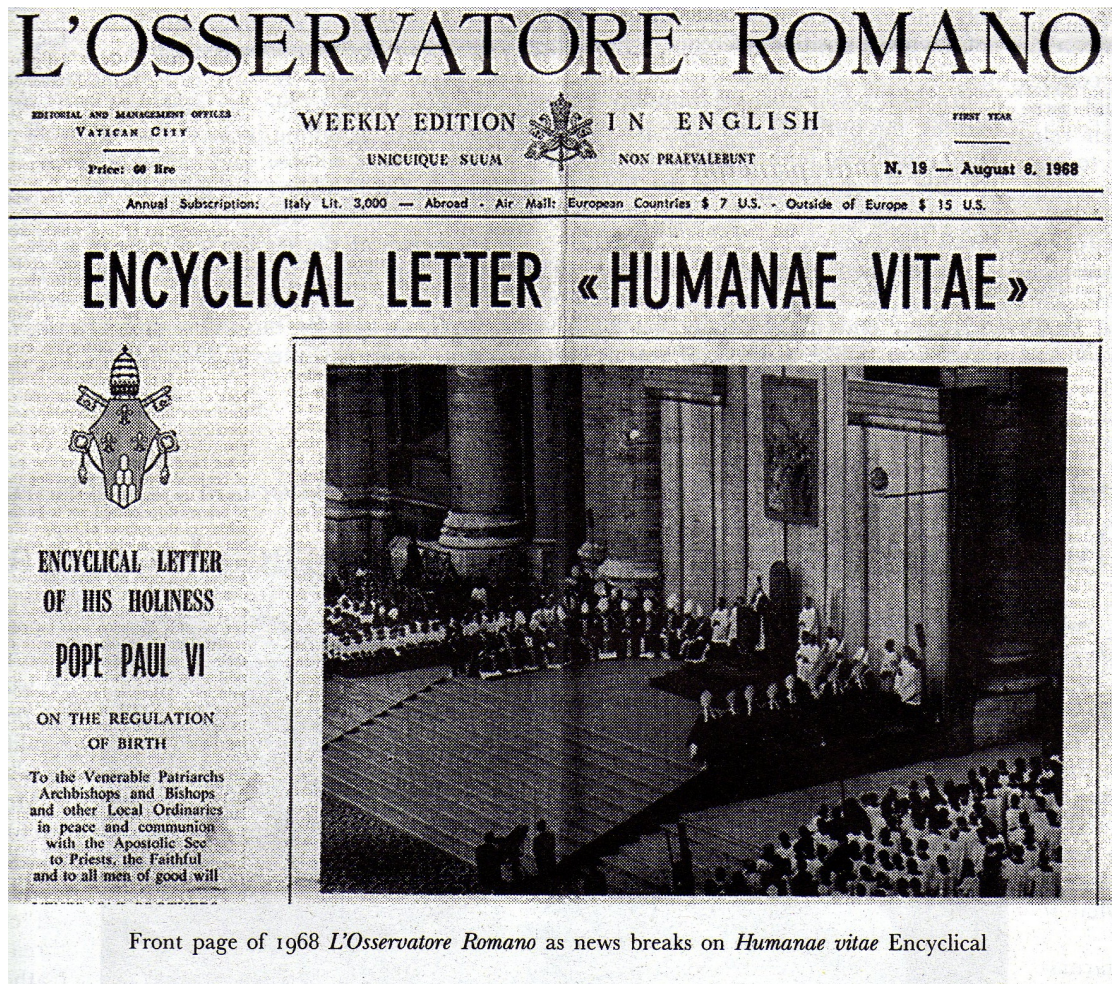 L'OSSERVATORE ROMANO
EDITORIAL AND MANAGEMENT OFFICES
VATICAN CITY
Price: 60 lire
WEEKLY EDITION IN ENGLISH
UNICUIQUE SUUM NON PRAEVALEBUNT
FIRST YEAR
N. 19 — August 8. 1968
Annual Subscription: Italy Lit. 3,000 — Abroad - Air Mail: European Countries $ 7 U.S. - Outside of Europe $ 15 U.S.
ENCYCLICAL LETTER «HUMANAE VITAE»
ENCYCLICAL LETTER
OF HIS HOLINESS
POPE PAUL VI
ON THE REGULATION
OF BIRTH
To the Venerable Patriarchs
Archbishops and Bishops
and other Local Ordinaries
in peace and communion
with the Apostolic See
to Priests, the Faithful
and to all men of good will
Front page of 1968 L'Osservatore Romano as news breaks on Humanae vitae Encyclical